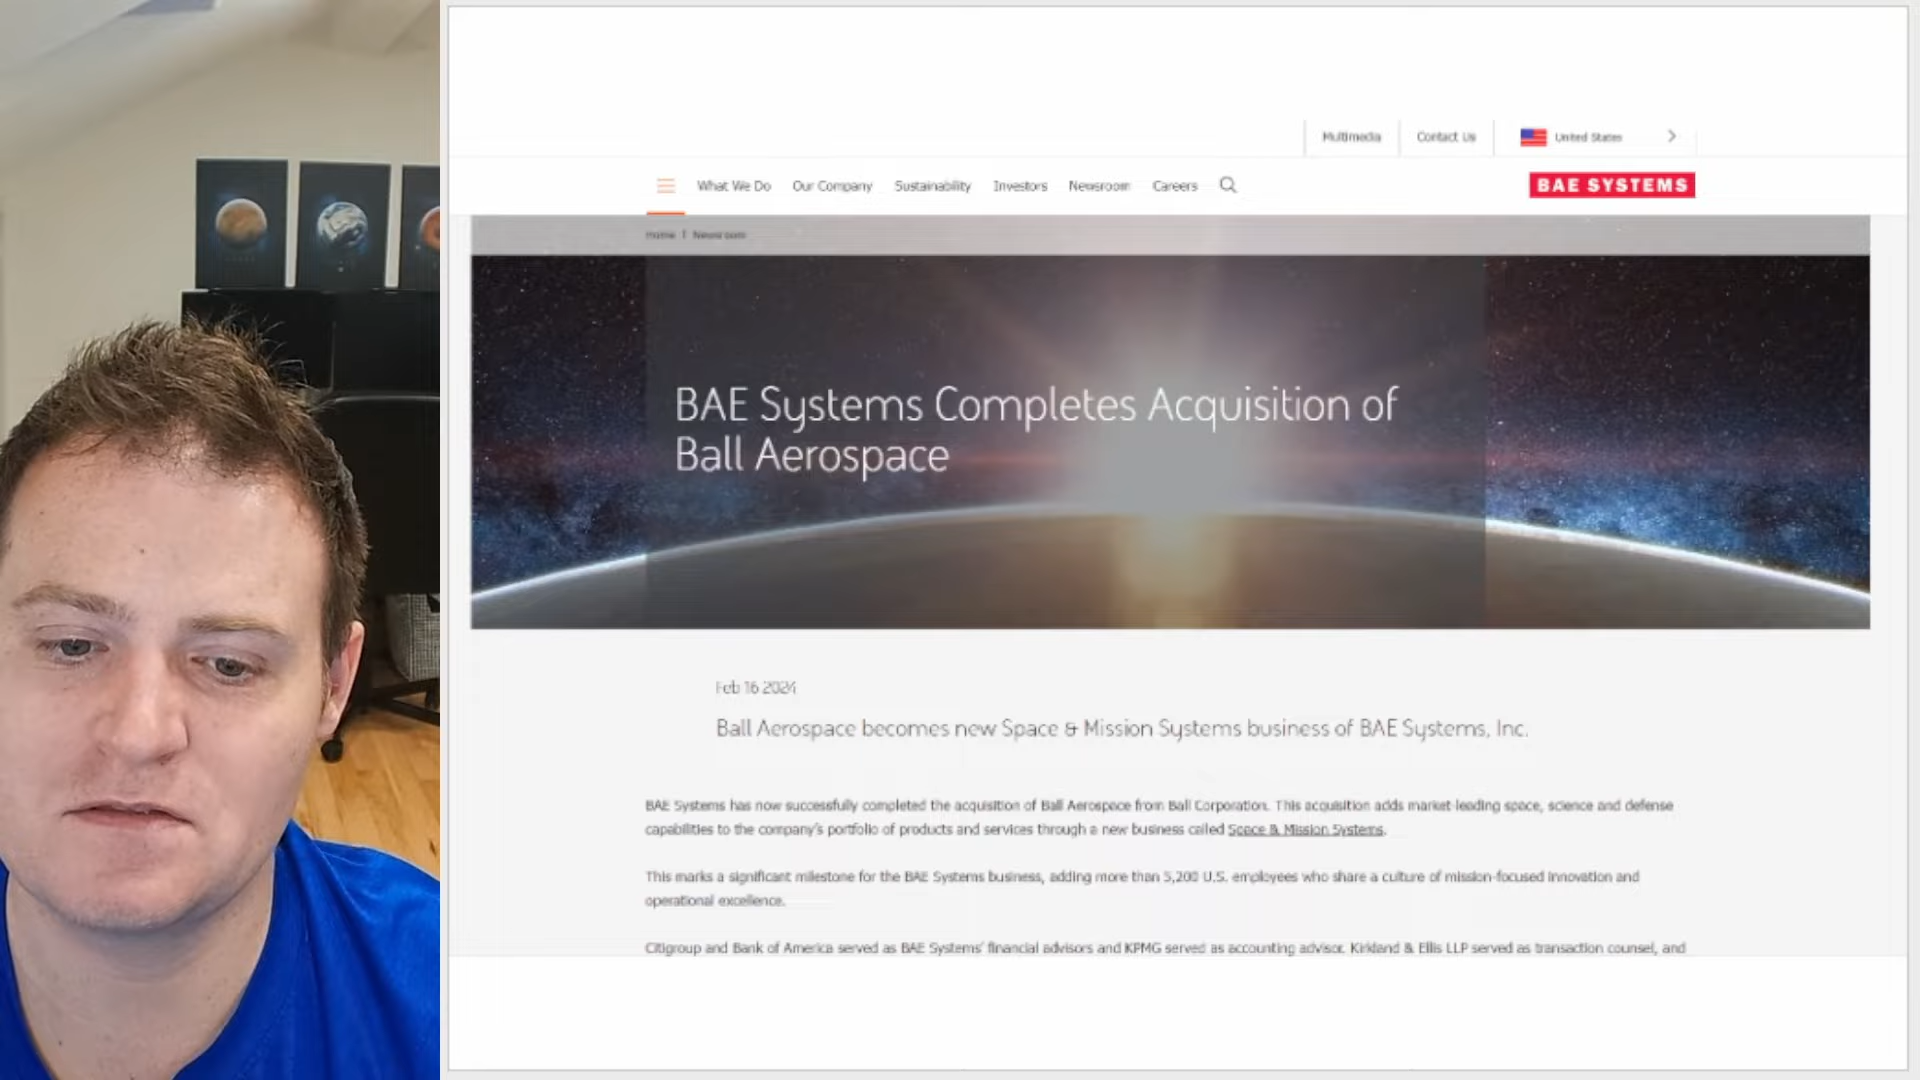 Multimedia
Contact Us
United States
What We Do
Our Company
Sustainability
Investors
Newsroom
Careers
BAE SYSTEMS
Home | Newsroom
BAE Systems Completes Acquisition of
Ball Aerospace
Feb 16 2024
Ball Aerospace becomes new Space & Mission Systems business of BAE Systems, Inc.
BAE Systems has now successfully completed the acquisition of Ball Aerospace from Ball Corporation. This acquisition adds market-leading space, science and defense
capabilities to the company's portfolio of products and services through a new business called Space & Mission Systems.
This marks a significant milestone for the BAE Systems business, adding more than 5,200 U.S. employees who share a culture of mission-focused innovation and
operational excellence.
Citigroup and Bank of America served as BAE Systems' financial advisors and KPMG served as accounting advisor. Kirkland & Ellis LLP served as transaction counsel, and